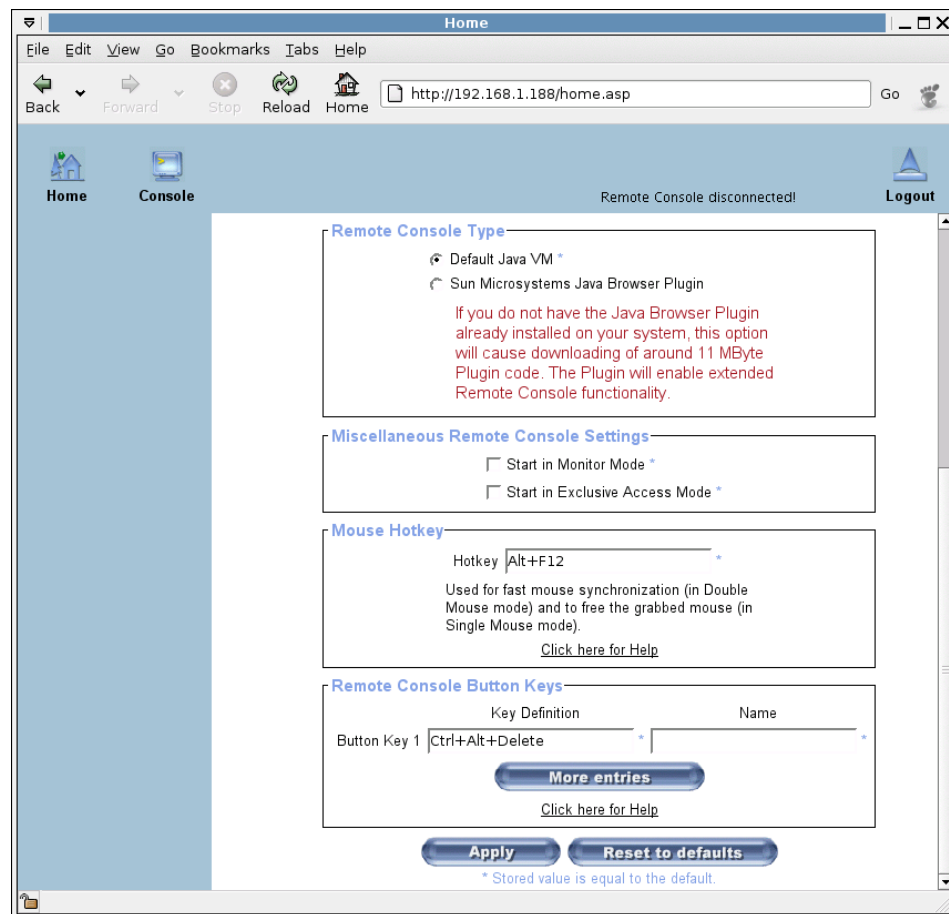 Home
File Edit View Go Bookmarks Tabs Help
Back Forward Stop Reload Home http://192.168.1.188/home.asp Go
Home Console Remote Console disconnected! Logout
Remote Console Type
Default Java VM *
Sun Microsystems Java Browser Plugin
If you do not have the Java Browser Plugin
already installed on your system, this option
will cause downloading of around 11 MByte
Plugin code. The Plugin will enable extended
Remote Console functionality.
Miscellaneous Remote Console Settings
Start in Monitor Mode *
Start in Exclusive Access Mode *
Mouse Hotkey
Hotkey Alt+F12 *
Used for fast mouse synchronization (in Double
Mouse mode) and to free the grabbed mouse (in
Single Mouse mode).
Click here for Help
Remote Console Button Keys
Key Definition Name
Button Key 1 Ctrl+Alt+Delete * *
More entries
Click here for Help
Apply Reset to defaults
* Stored value is equal to the default.